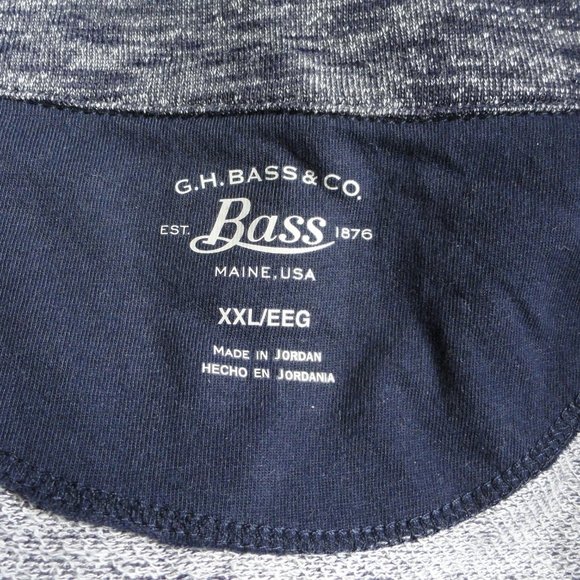 G.H.BASS & CO.
EST. Bass 1876
MAINE, USA
XXL/EEG
MADE IN JORDAN
HECHO EN JORDANIA